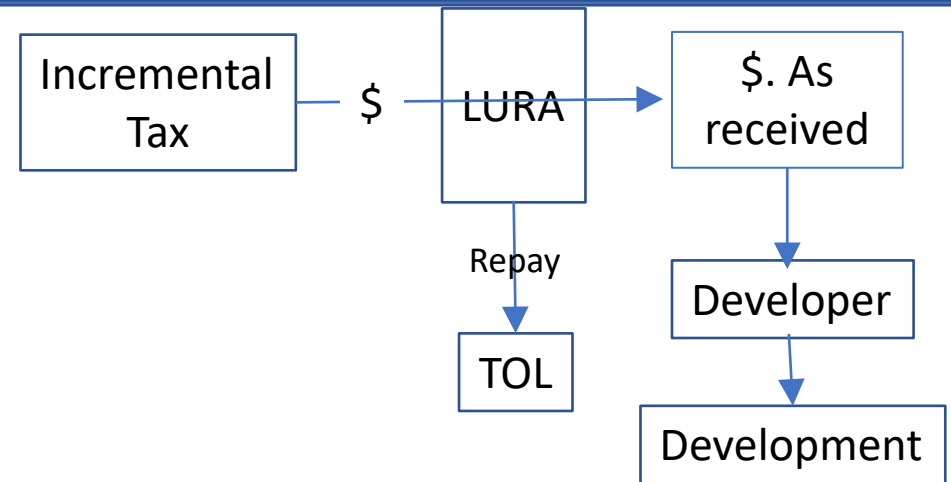 Incremental
Tax
$
LURA
$. As
received
Repay
Developer
TOL
Development